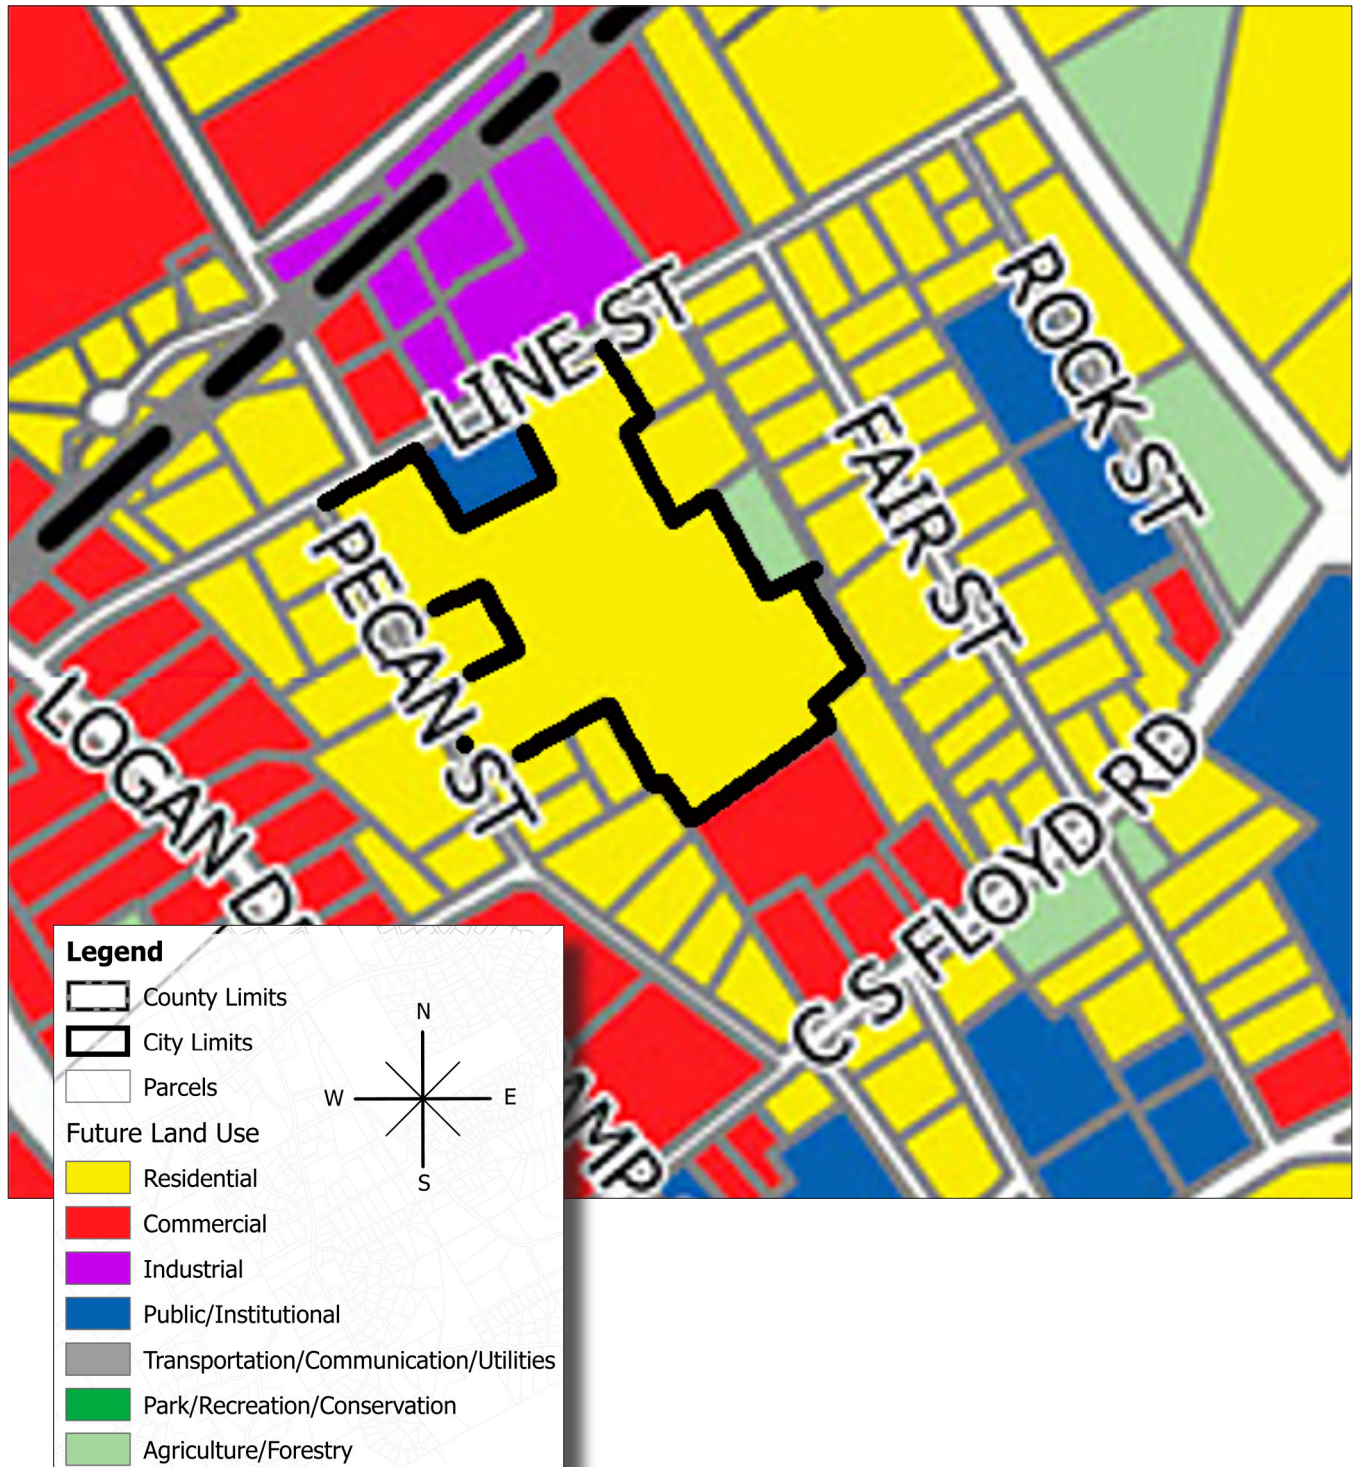 LINE ST
ROCK ST
FAIR ST
PECAN ST
LOGAN D
C S FLOYD RD
MP
Legend
County Limits
City Limits
Parcels
Future Land Use
Residential
Commercial
Industrial
Public/Institutional
Transportation/Communication/Utilities
Park/Recreation/Conservation
Agriculture/Forestry
N
W E
S